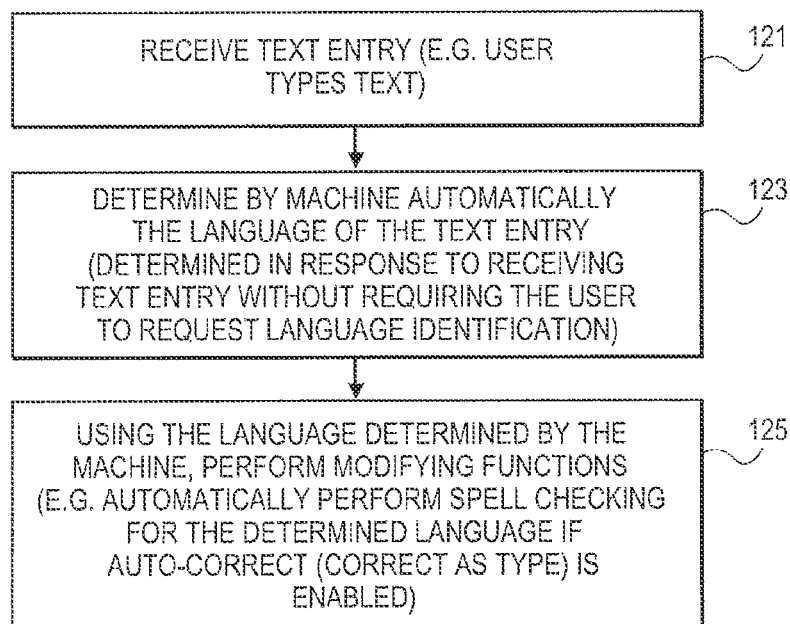 RECEIVE TEXT ENTRY (E.G. USER
TYPES TEXT)
121
DETERMINE BY MACHINE AUTOMATICALLY
THE LANGUAGE OF THE TEXT ENTRY
(DETERMINED IN RESPONSE TO RECEIVING
TEXT ENTRY WITHOUT REQUIRING THE USER
TO REQUEST LANGUAGE IDENTIFICATION)
123
USING THE LANGUAGE DETERMINED BY THE
MACHINE, PERFORM MODIFYING FUNCTIONS
(E.G. AUTOMATICALLY PERFORM SPELL CHECKING
FOR THE DETERMINED LANGUAGE IF
AUTO-CORRECT (CORRECT AS TYPE) IS
ENABLED)
125